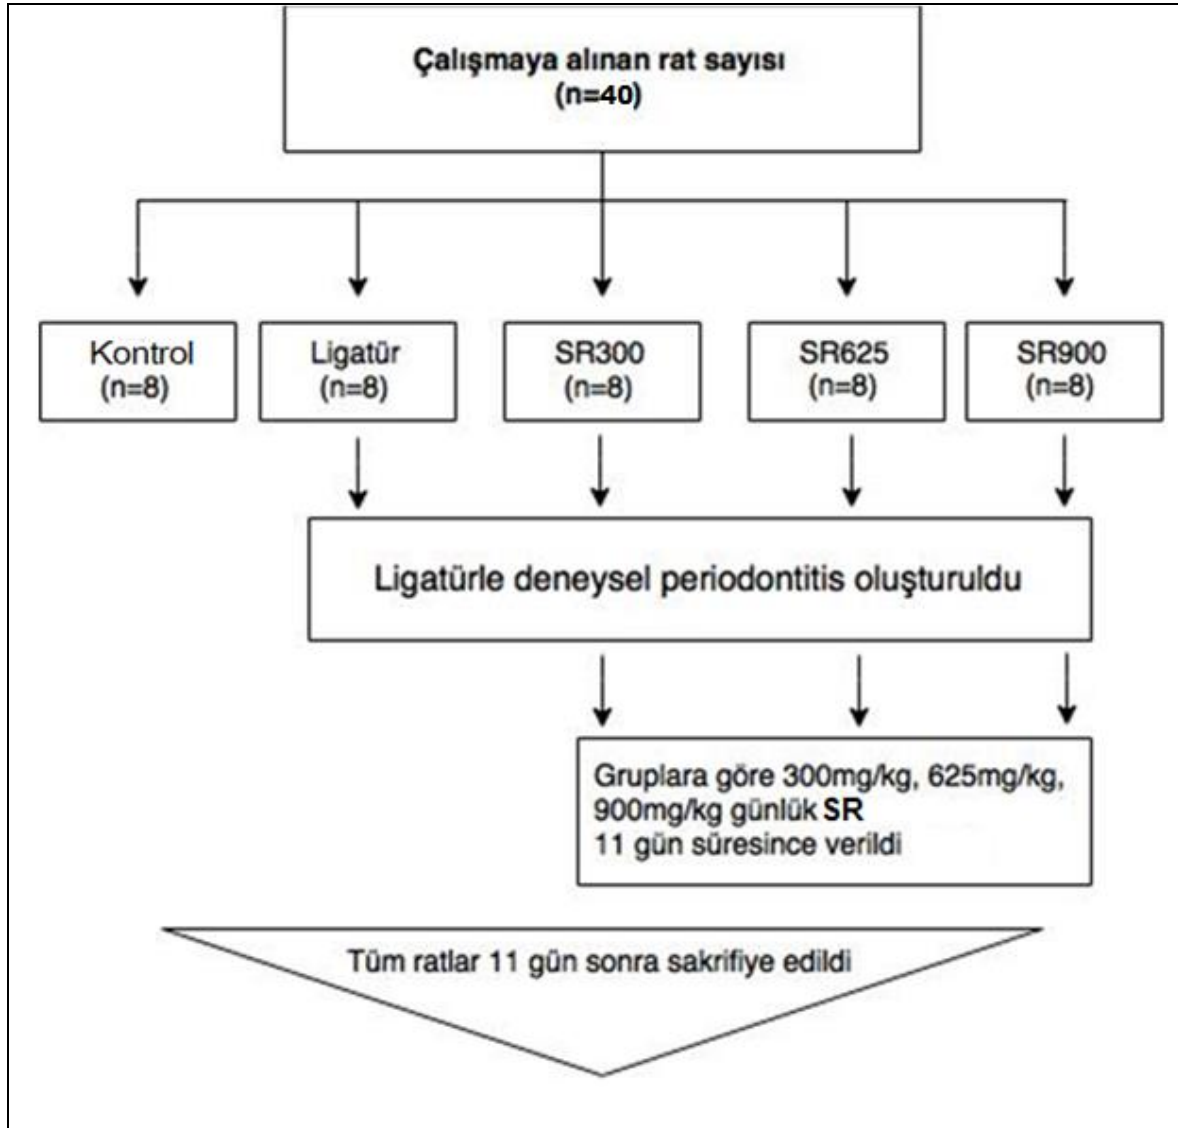 Çalışmaya alınan rat sayısı
(n=40)
Kontrol
(n=8)
Ligatür
(n=8)
SR300
(n=8)
SR625
(n=8)
SR900
(n=8)
Ligatürle deneysel periodontitis oluşturuldu
Gruplara göre 300mg/kg, 625mg/kg,
900mg/kg günlük SR
11 gün süresince verildi
Tüm ratlar 11 gün sonra sakrifiye edildi